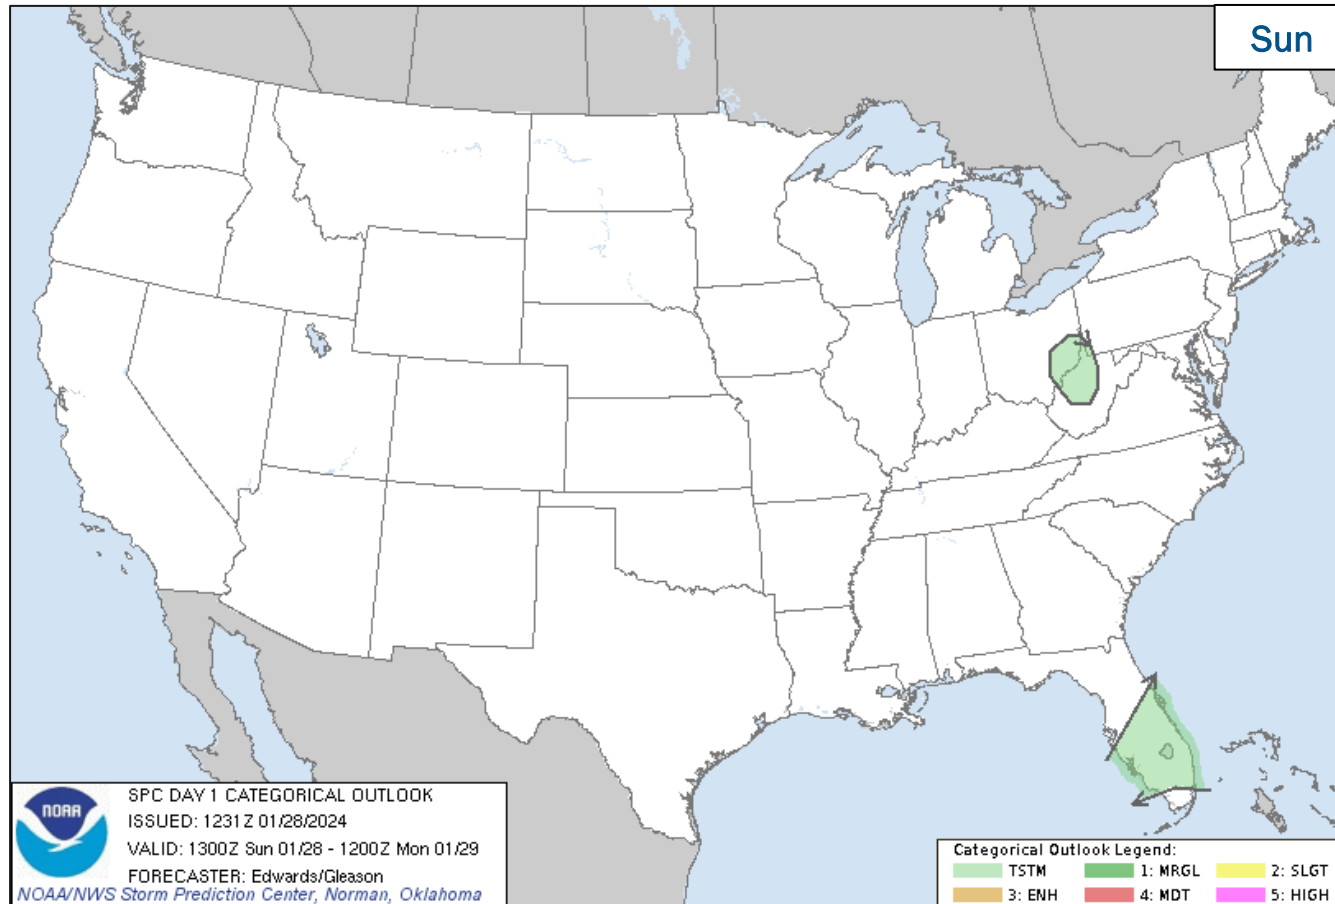 Sun
NOAA
SPC DAY 1 CATEGORICAL OUTLOOK
ISSUED: 1231Z 01/28/2024
VALID: 1300Z Sun 01/28 - 1200Z Mon 01/29
FORECASTER: Edwards/Gleason
NOAA/NWS Storm Prediction Center, Norman, Oklahoma
Categorical Outlook Legend:
TSTM 1: MRGL 2: SLGT
3: ENH 4: MDT 5: HIGH